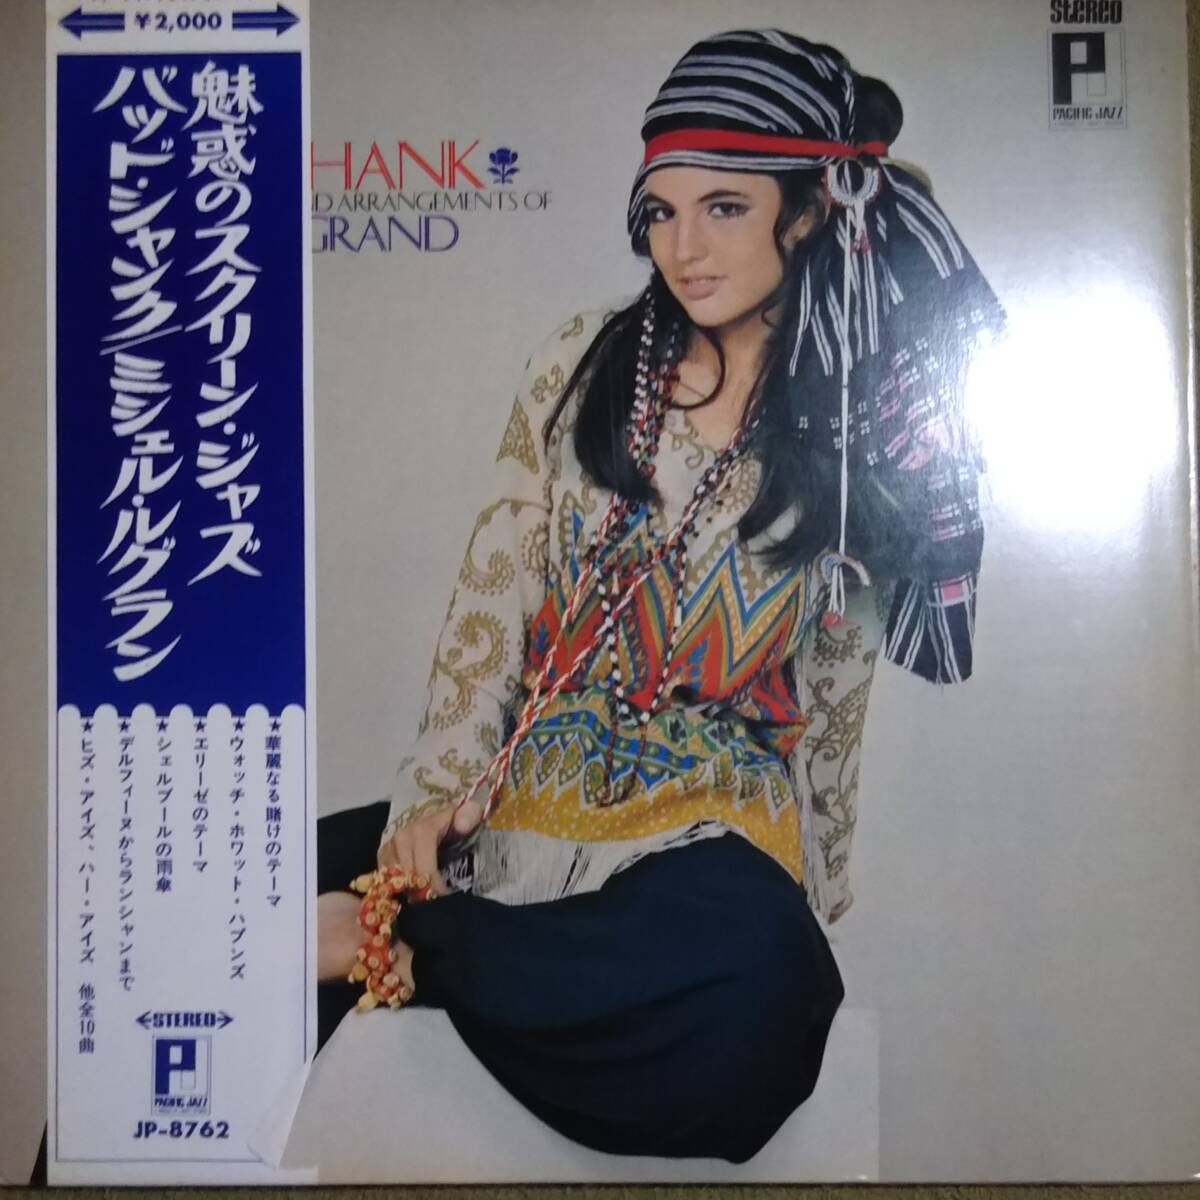 ¥2,000
魅惑のスクリーン・ジャズ
バッド・シャンク/ミシェル・ルグラン
★華麗なる賭けのテーマ
★ウォッチ・ホワット・ハプンズ
★エリーゼのテーマ
★シェルブールの雨傘
★デルフィーヌからランシャンまで
★ヒズ・アイズ、ハー・アイズ 他全10曲
STEREO
P
PACIFIC JAZZ
JP-8762
HANK
ND ARRANGEMENTS OF
GRAND
stereo
P
PACIFIC JAZZ